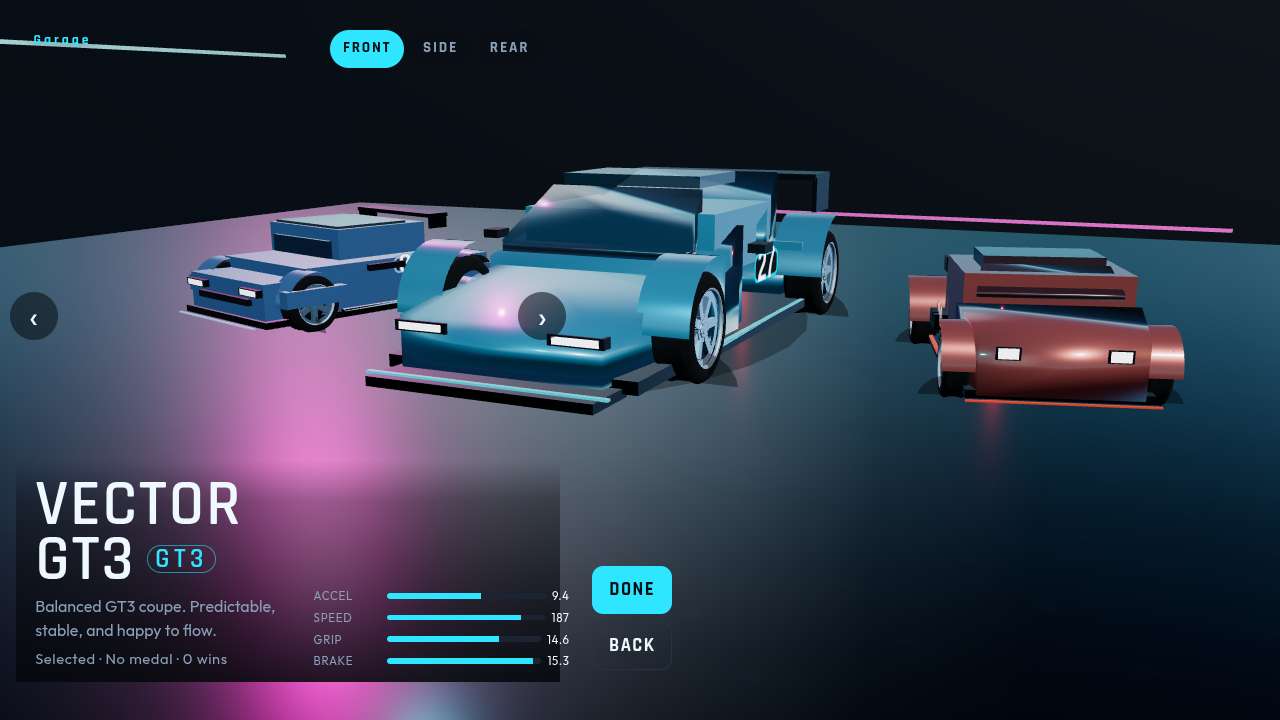 Garage
FRONT SIDE REAR
27
VECTOR
GT3 GT3
Balanced GT3 coupe. Predictable,
stable, and happy to flow.
Selected · No medal · 0 wins
ACCEL 9.4
SPEED 187
GRIP 14.6
BRAKE 15.3
DONE
BACK